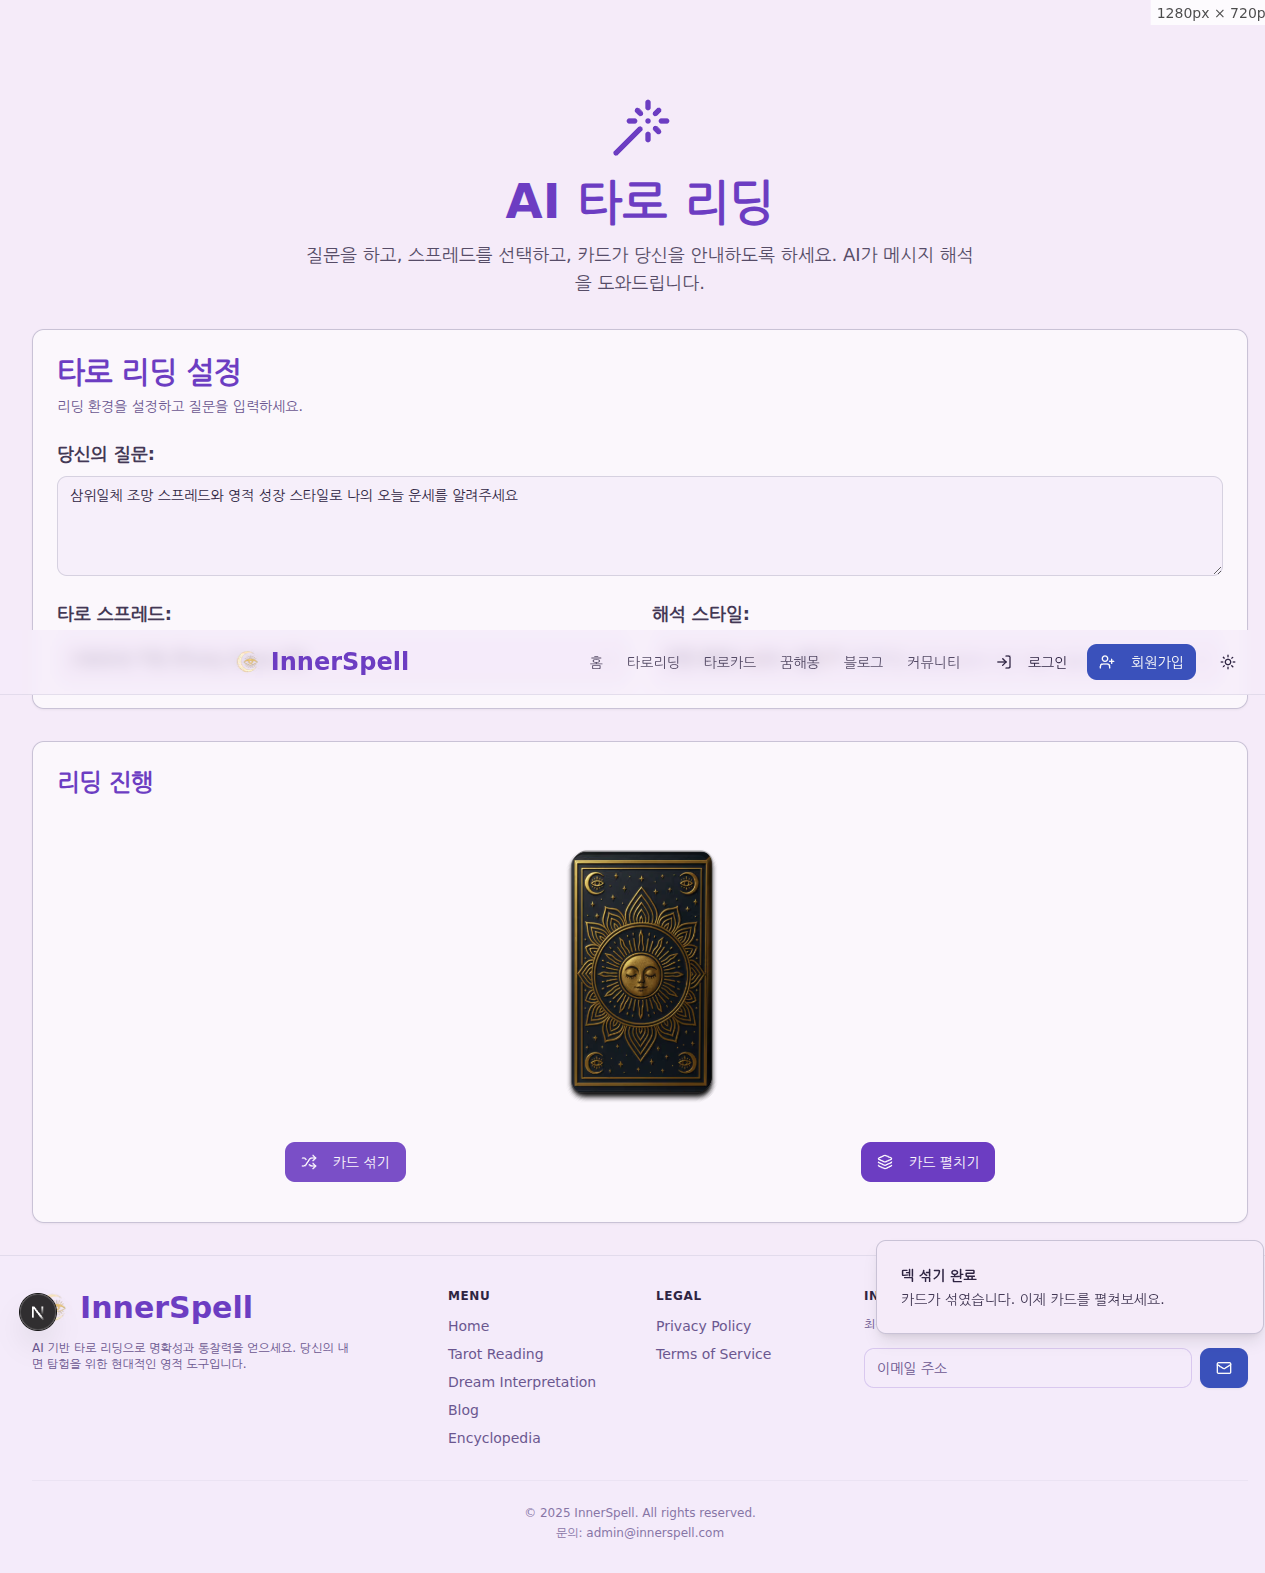 1280px × 720p
AI 타로 리딩
질문을 하고, 스프레드를 선택하고, 카드가 당신을 안내하도록 하세요. AI가 메시지 해석
을 도와드립니다.
타로 리딩 설정
리딩 환경을 설정하고 질문을 입력하세요.
당신의 질문:
삼위일체 조망 스프레드와 영적 성장 스타일로 나의 오늘 운세를 알려주세요
타로 스프레드:
해석 스타일:
InnerSpell
홈
타로리딩
타로카드
꿈해몽
블로그
커뮤니티
로그인
회원가입
리딩 진행
카드 섞기
카드 펼치기
덱 섞기 완료
카드가 섞였습니다. 이제 카드를 펼쳐보세요.
N
InnerSpell
AI 기반 타로 리딩으로 명확성과 통찰력을 얻으세요. 당신의 내
면 탐험을 위한 현대적인 영적 도구입니다.
MENU
Home
Tarot Reading
Dream Interpretation
Blog
Encyclopedia
LEGAL
Privacy Policy
Terms of Service
IN
최
이메일 주소
© 2025 InnerSpell. All rights reserved.
문의: admin@innerspell.com